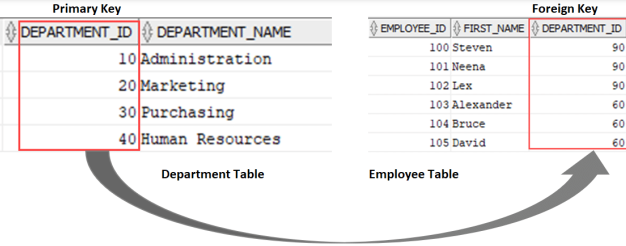 Primary Key
DEPARTMENT_ID DEPARTMENT_NAME
10 Administration
20 Marketing
30 Purchasing
40 Human Resources
Department Table
Foreign Key
EMPLOYEE_ID FIRST_NAME DEPARTMENT_ID
100 Steven 90
101 Neena 90
102 Lex 90
103 Alexander 60
104 Bruce 60
105 David 60
Employee Table